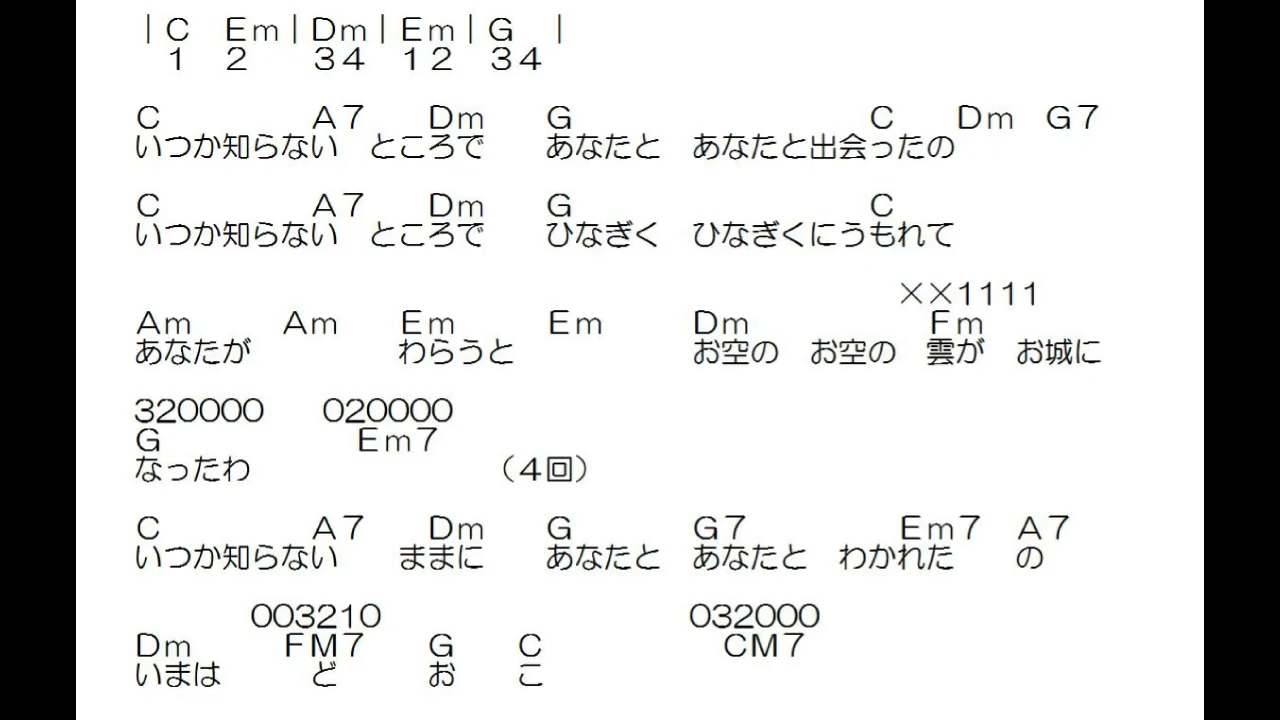 ｜Ｃ　Ｅｍ｜Ｄｍ｜Ｅｍ｜Ｇ　｜
１　２　　３４　１２　３４
Ｃ　　　　　Ａ７　　Ｄｍ　　Ｇ　　　　　　　　　　Ｃ　　Ｄｍ　Ｇ７
いつか知らない　ところで　　あなたと　あなたと出会ったの
Ｃ　　　　　Ａ７　　Ｄｍ　　Ｇ　　　　　　　　　　Ｃ
いつか知らない　ところで　　ひなぎく　ひなぎくにうもれて
××１１１１
Ａｍ　　　Ａｍ　　Ｅｍ　　　Ｅｍ　　　Ｄｍ　　　　　　Ｆｍ
あなたが　　　　　わらうと　　　　　　お空の　お空の　雲が　お城に
３２００００　　０２００００
Ｇ　　　　　　　Ｅｍ７
なったわ　　　　　　　　　（４回）
Ｃ　　　　　Ａ７　　Ｄｍ　　Ｇ　　　　Ｇ７　　　　　Ｅｍ７　Ａ７
いつか知らない　　ままに　　あなたと　あなたと　わかれた　　の
００３２１０　　　　　　　　　　０３２０００
Ｄｍ　　　ＦＭ７　　Ｇ　　Ｃ　　　　　　ＣＭ７
いまは　　　ど　　　お　　こ